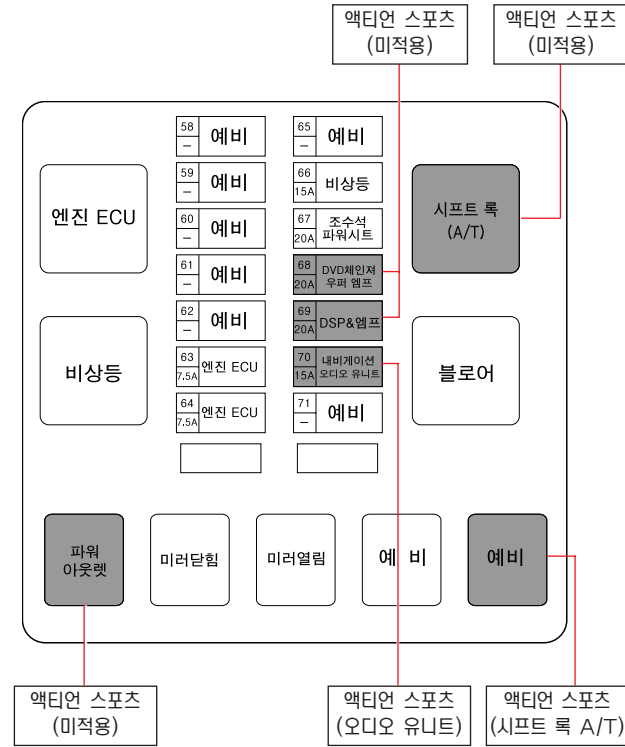 액티언 스포츠
(미적용)
액티언 스포츠
(미적용)
58
–
예비
65
–
예비
59
–
예비
66
15A
비상등
엔진 ECU
시프트 록
(A/T)
60
–
예비
67
20A
조수석
파워시트
61
–
예비
68
20A
DVD체인져
우퍼 엠프
62
–
예비
69
20A
DSP&엠프
비상등
블로어
63
7.5A
엔진 ECU
70
15A
내비게이션
오디오 유니트
64
7.5A
엔진 ECU
71
–
예비
파워
아웃렛
미러닫힘
미러열림
예 비
예비
액티언 스포츠
(미적용)
액티언 스포츠
(오디오 유니트)
액티언 스포츠
(시프트 록 A/T)